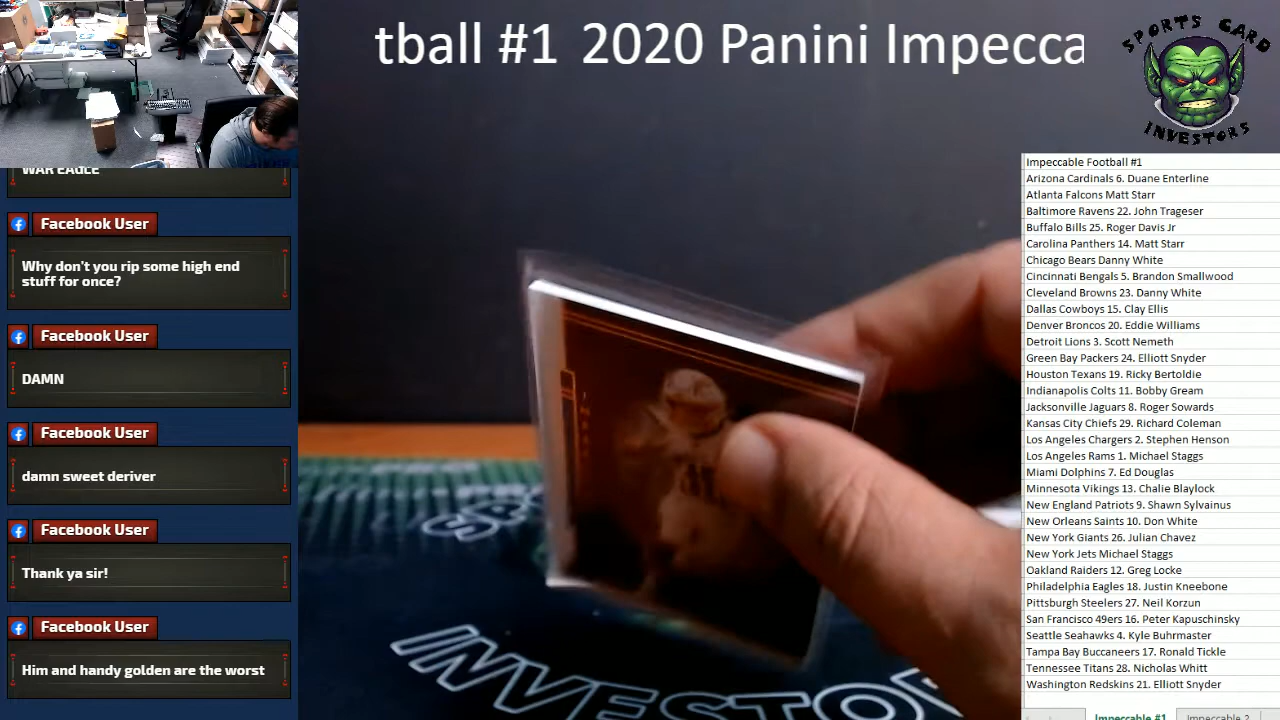 tball #1 2020 Panini Impecca
SPORTS CARD
INVESTORS
WAR EAGLE
Facebook User
Why don't you rip some high end
stuff for once?
Facebook User
DAMN
Facebook User
damn sweet deriver
Facebook User
Thank ya sir!
Facebook User
Him and handy golden are the worst
INVESTOR
Impeccable Football #1
Arizona Cardinals 6. Duane Enterline
Atlanta Falcons Matt Starr
Baltimore Ravens 22. John Trageser
Buffalo Bills 25. Roger Davis Jr
Carolina Panthers 14. Matt Starr
Chicago Bears Danny White
Cincinnati Bengals 5. Brandon Smallwood
Cleveland Browns 23. Danny White
Dallas Cowboys 15. Clay Ellis
Denver Broncos 20. Eddie Williams
Detroit Lions 3. Scott Nemeth
Green Bay Packers 24. Elliott Snyder
Houston Texans 19. Ricky Bertoldie
Indianapolis Colts 11. Bobby Gream
Jacksonville Jaguars 8. Roger Sowards
Kansas City Chiefs 29. Richard Coleman
Los Angeles Chargers 2. Stephen Henson
Los Angeles Rams 1. Michael Staggs
Miami Dolphins 7. Ed Douglas
Minnesota Vikings 13. Chalie Blaylock
New England Patriots 9. Shawn Sylvainus
New Orleans Saints 10. Don White
New York Giants 26. Julian Chavez
New York Jets Michael Staggs
Oakland Raiders 12. Greg Locke
Philadelphia Eagles 18. Justin Kneebone
Pittsburgh Steelers 27. Neil Korzun
San Francisco 49ers 16. Peter Kapuschinsky
Seattle Seahawks 4. Kyle Buhrmaster
Tampa Bay Buccaneers 17. Ronald Tickle
Tennessee Titans 28. Nicholas Whitt
Washington Redskins 21. Elliott Snyder
Impeccable #1 Impeccable 2